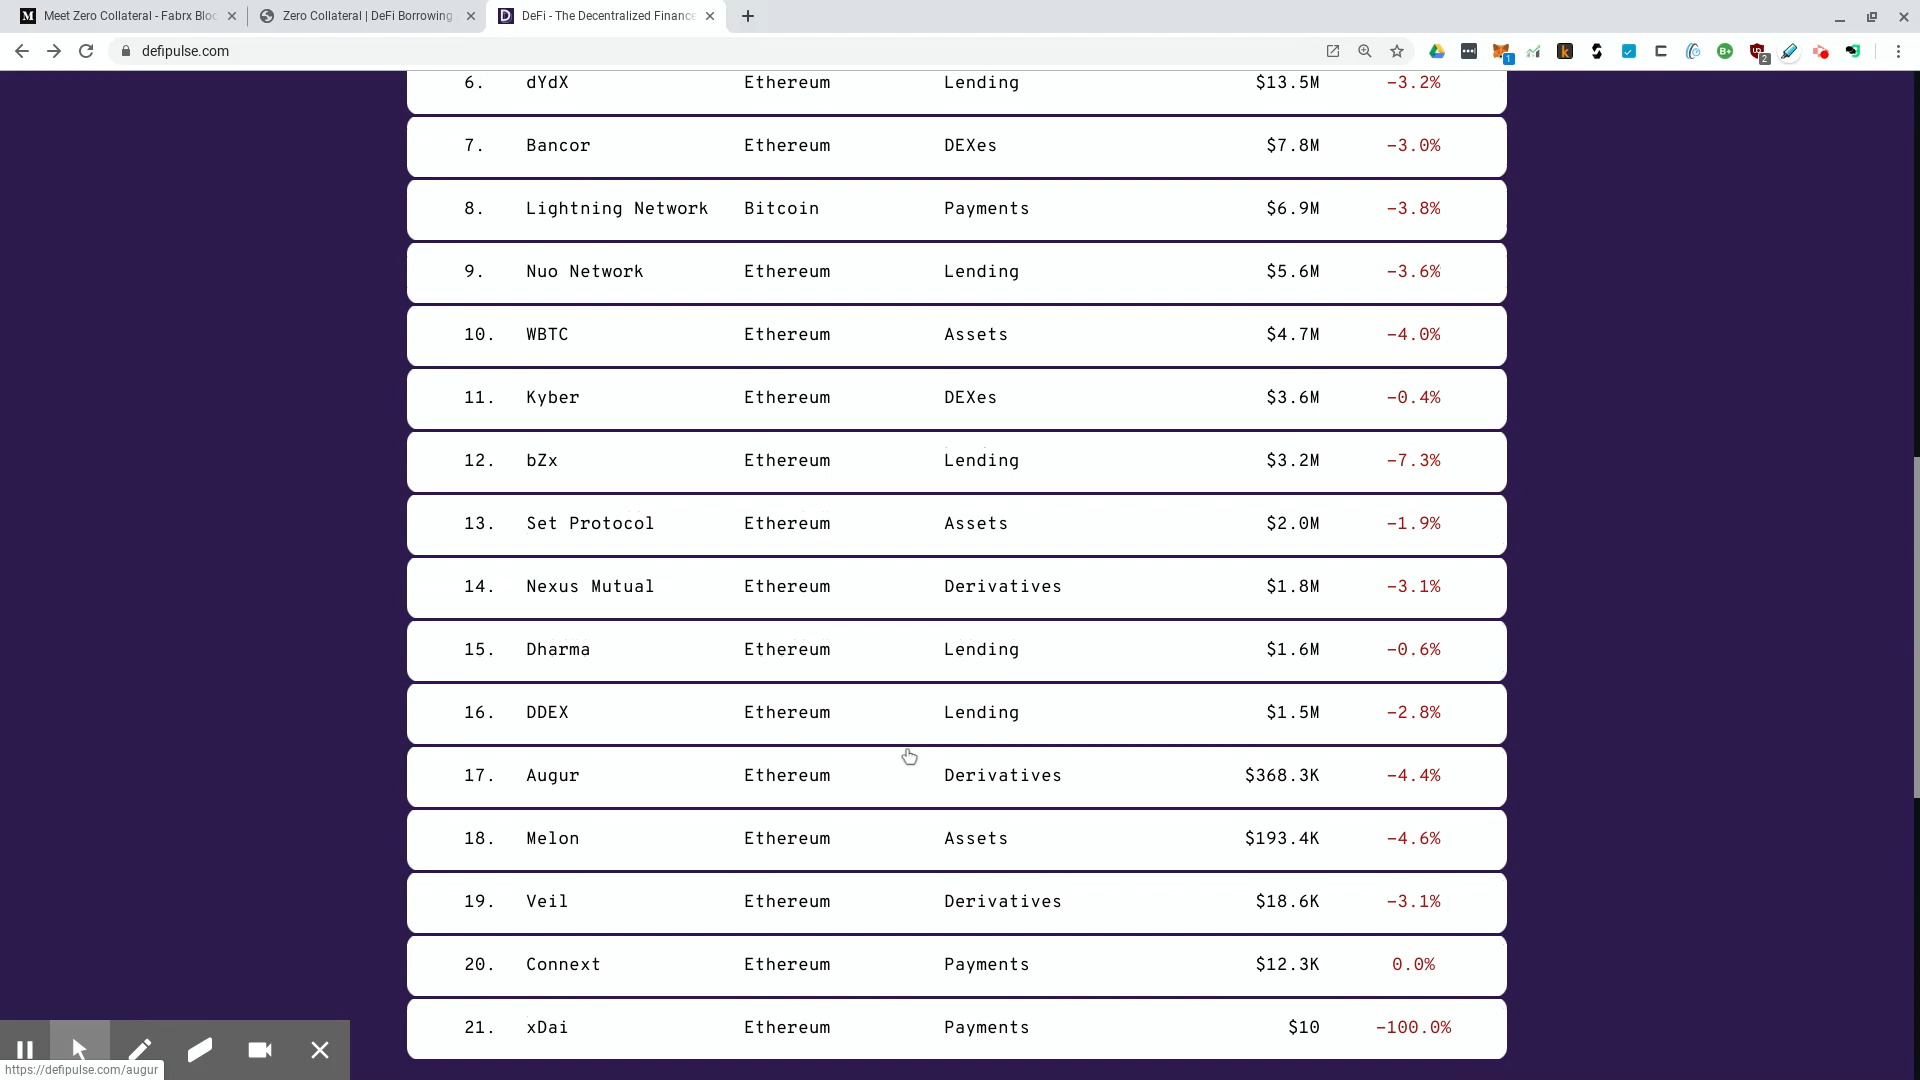 Meet Zero Collateral - Fabrx Bloc
Zero Collateral | DeFi Borrowing
DeFi - The Decentralized Finance
defipulse.com
6. dYdX Ethereum Lending $13.5M -3.2%
7. Bancor Ethereum DEXes $7.8M -3.0%
8. Lightning Network Bitcoin Payments $6.9M -3.8%
9. Nuo Network Ethereum Lending $5.6M -3.6%
10. WBTC Ethereum Assets $4.7M -4.0%
11. Kyber Ethereum DEXes $3.6M -0.4%
12. bZx Ethereum Lending $3.2M -7.3%
13. Set Protocol Ethereum Assets $2.0M -1.9%
14. Nexus Mutual Ethereum Derivatives $1.8M -3.1%
15. Dharma Ethereum Lending $1.6M -0.6%
16. DDEX Ethereum Lending $1.5M -2.8%
17. Augur Ethereum Derivatives $368.3K -4.4%
18. Melon Ethereum Assets $193.4K -4.6%
19. Veil Ethereum Derivatives $18.6K -3.1%
20. Connext Ethereum Payments $12.3K 0.0%
21. xDai Ethereum Payments $10 -100.0%
https://defipulse.com/augur